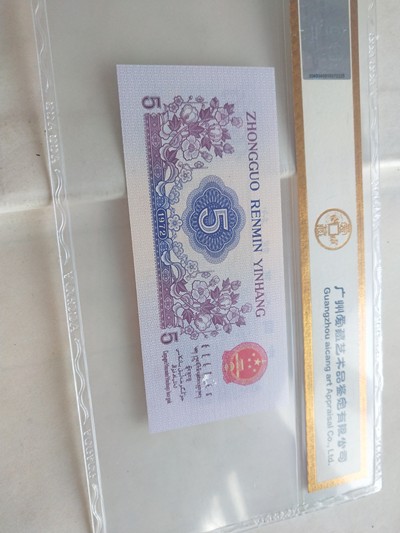 ZHONGGUO RENMIN YINHANG
5
5
1972
5
广州爱藏艺术品鉴定有限公司
Guangzhou aicang art Appraisal Co., Ltd.